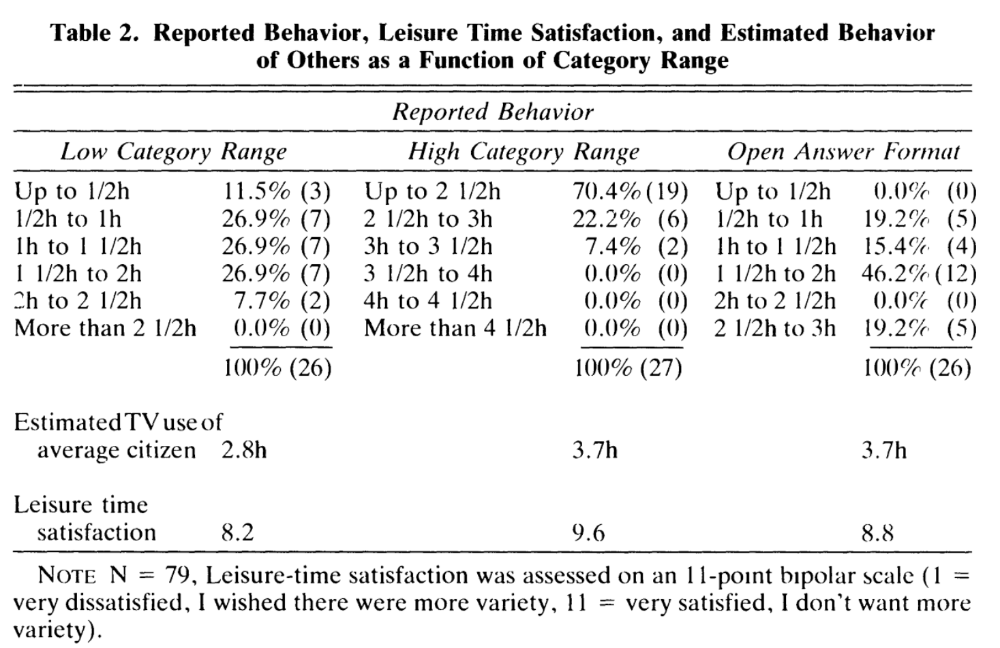 Table 2. Reported Behavior, Leisure Time Satisfaction, and Estimated Behavior
of Others as a Function of Category Range
Reported Behavior
Low Category Range High Category Range Open Answer Format
Up to 1/2h 11.5% (3) Up to 2 1/2h 70.4% (19) Up to 1/2h 0.0% (0)
1/2h to 1h 26.9% (7) 2 1/2h to 3h 22.2% (6) 1/2h to 1h 19.2% (5)
1h to 1 1/2h 26.9% (7) 3h to 3 1/2h 7.4% (2) 1h to 1 1/2h 15.4% (4)
1 1/2h to 2h 26.9% (7) 3 1/2h to 4h 0.0% (0) 1 1/2h to 2h 46.2% (12)
2h to 2 1/2h 7.7% (2) 4h to 4 1/2h 0.0% (0) 2h to 2 1/2h 0.0% (0)
More than 2 1/2h 0.0% (0) More than 4 1/2h 0.0% (0) 2 1/2h to 3h 19.2% (5)
100% (26) 100% (27) 100% (26)
Estimated TV use of
average citizen 2.8h 3.7h 3.7h
Leisure time
satisfaction 8.2 9.6 8.8
NOTE N = 79, Leisure-time satisfaction was assessed on an 11-point bipolar scale (1 =
very dissatisfied, I wished there were more variety, 11 = very satisfied, I don't want more
variety).